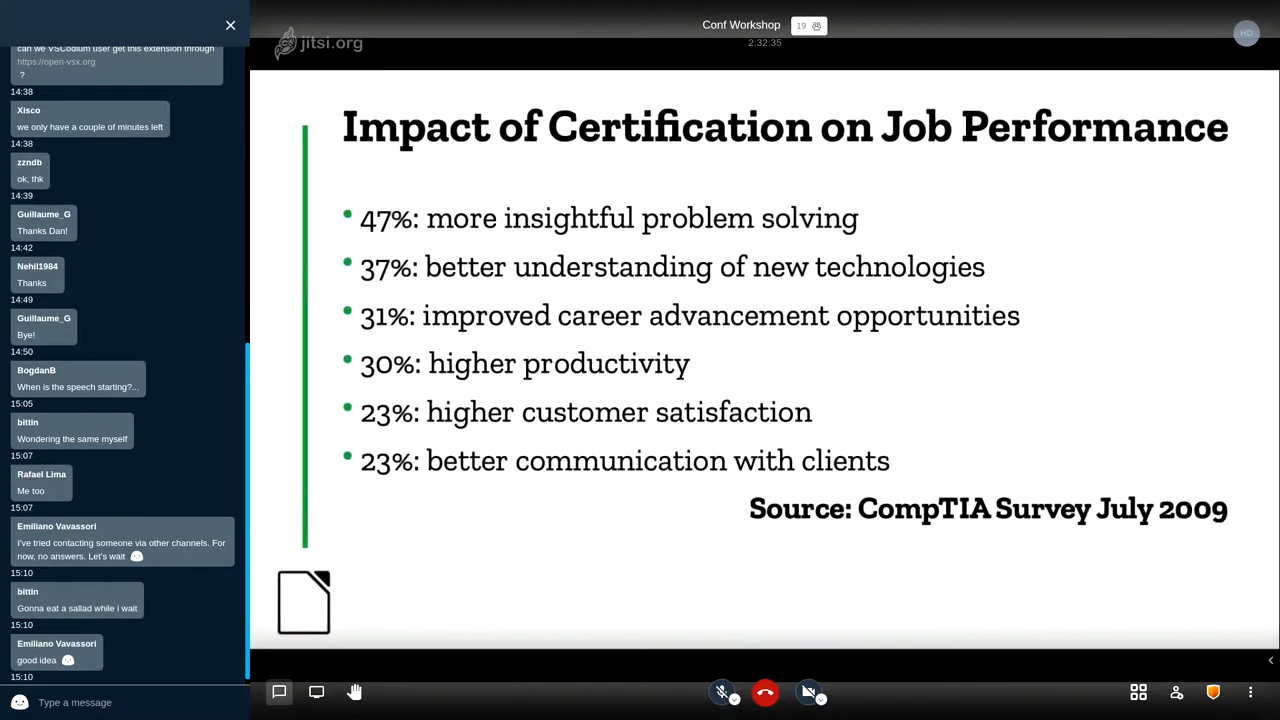 can we VSCodium user get this extension through
https://open-vsx.org
?
14:38
Xisco
we only have a couple of minutes left
14:38
zzndb
ok, thk
14:39
Guillaume_G
Thanks Dan!
14:42
Nehil1984
Thanks
14:49
Guillaume_G
Bye!
14:50
BogdanB
When is the speech starting?...
15:05
bittin
Wondering the same myself
15:07
Rafael Lima
Me too
15:07
Emiliano Vavassori
I've tried contacting someone via other channels. For
now, no answers. Let's wait
15:10
bittin
Gonna eat a sallad while i wait
15:10
Emiliano Vavassori
good idea
15:10
Type a message
jitsi.org
Conf Workshop 19
2:32:35
HD
Impact of Certification on Job Performance
• 47%: more insightful problem solving
• 37%: better understanding of new technologies
• 31%: improved career advancement opportunities
• 30%: higher productivity
• 23%: higher customer satisfaction
• 23%: better communication with clients
Source: CompTIA Survey July 2009